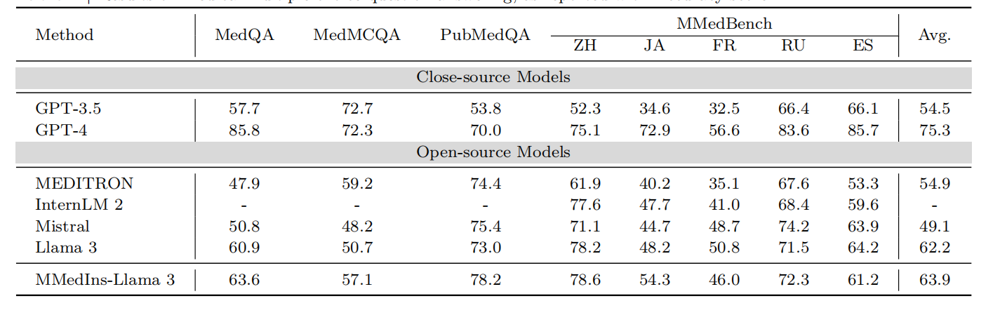 Method MedQA MedMCQA PubMedQA MMedBench Avg.
ZH JA FR RU ES
Close-source Models
GPT-3.5 57.7 72.7 53.8 52.3 34.6 32.5 66.4 66.1 54.5
GPT-4 85.8 72.3 70.0 75.1 72.9 56.6 83.6 85.7 75.3
Open-source Models
MEDITRON 47.9 59.2 74.4 61.9 40.2 35.1 67.6 53.3 54.9
InternLM 2 - - - 77.6 47.7 41.0 68.4 59.6 -
Mistral 50.8 48.2 75.4 71.1 44.7 48.7 74.2 63.9 49.1
Llama 3 60.9 50.7 73.0 78.2 48.2 50.8 71.5 64.2 62.2
MMedIns-Llama 3 63.6 57.1 78.2 78.6 54.3 46.0 72.3 61.2 63.9